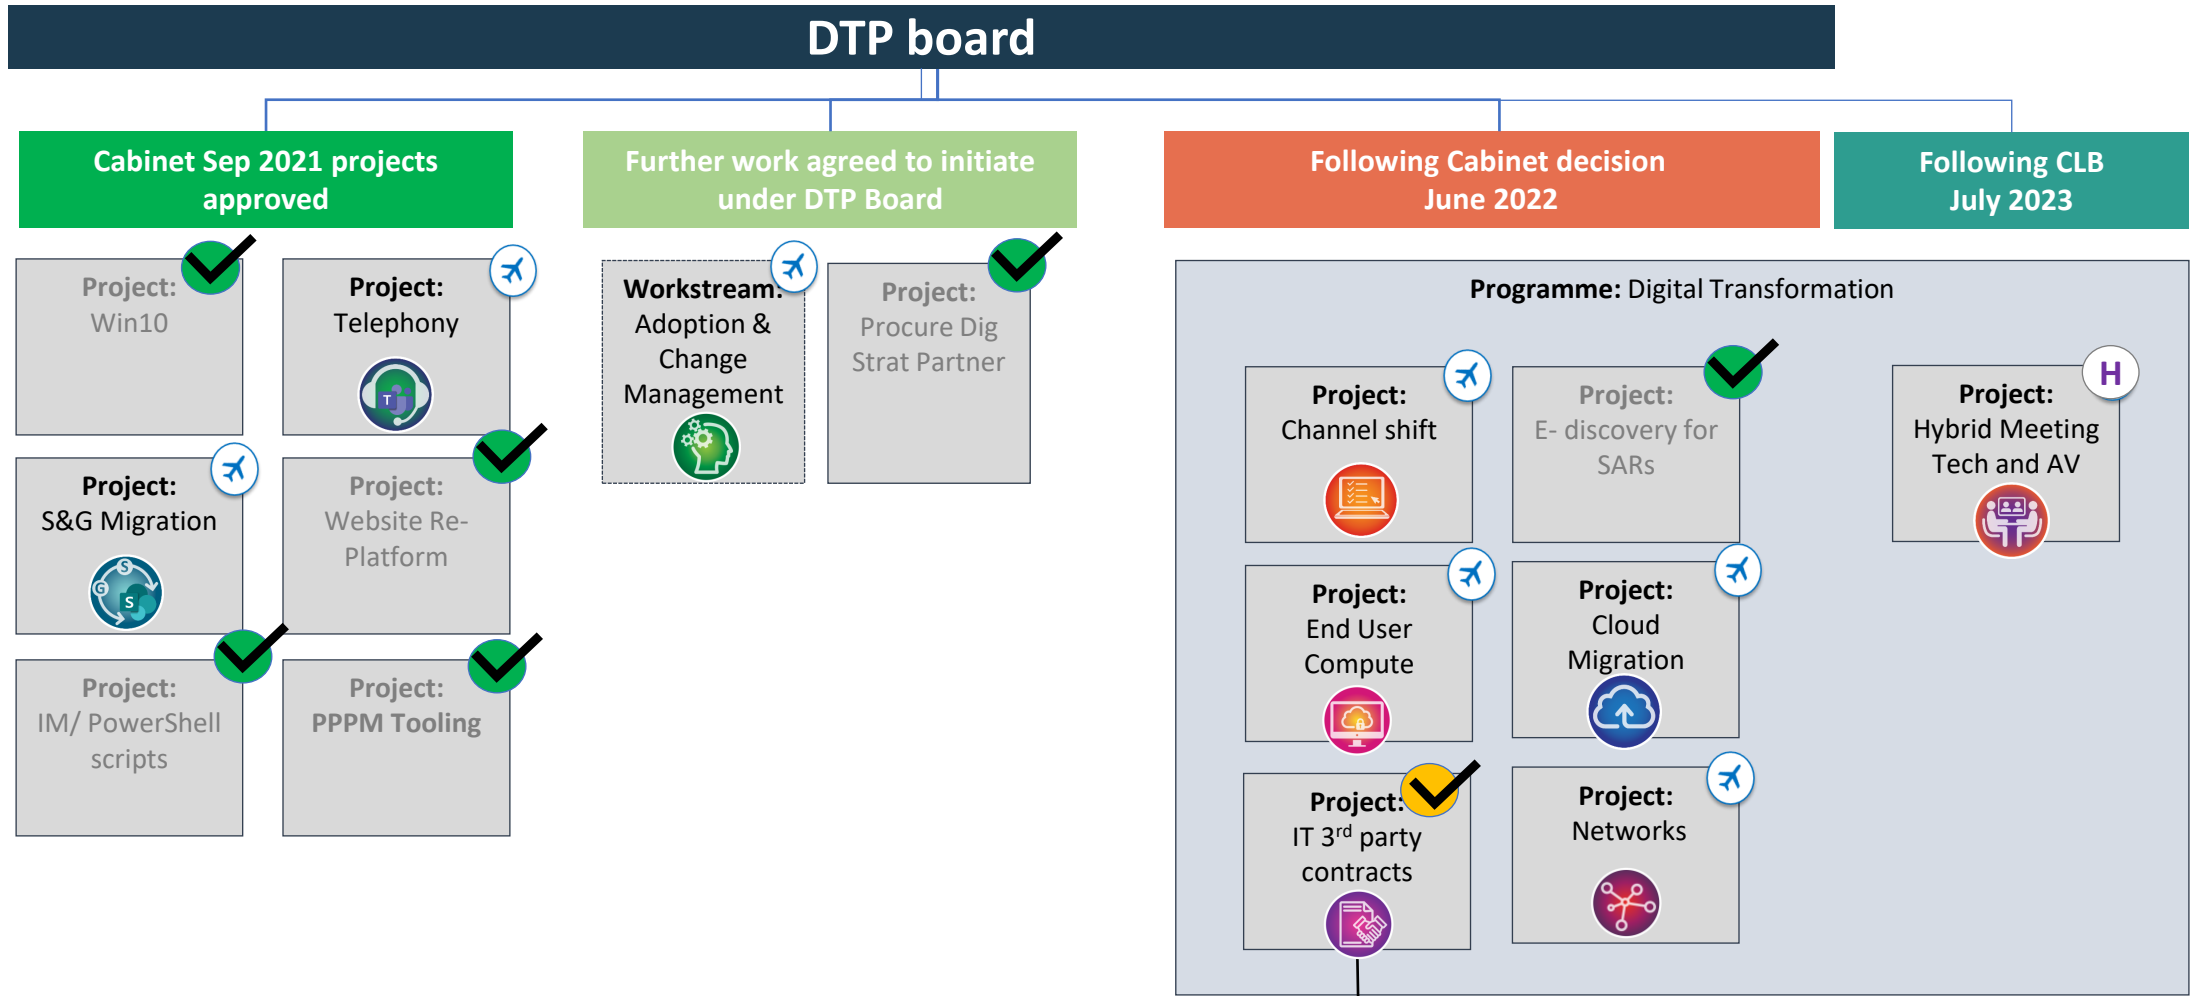 DTP board
Cabinet Sep 2021 projects
approved
Further work agreed to initiate
under DTP Board
Following Cabinet decision
June 2022
Following CLB
July 2023
Project:
Win10
Project:
Telephony
T
Project:
S&G Migration
S
G
S
Project:
Website Re-
Platform
Project:
IM/ PowerShell
scripts
Project:
PPPM Tooling
Workstream:
Adoption &
Change
Management
Project:
Procure Dig
Strat Partner
Programme: Digital Transformation
Project:
Channel shift
Project:
E- discovery for
SARs
H
Project:
Hybrid Meeting
Tech and AV
Project:
End User
Compute
Project:
Cloud
Migration
Project:
IT 3rd party
contracts
Project:
Networks